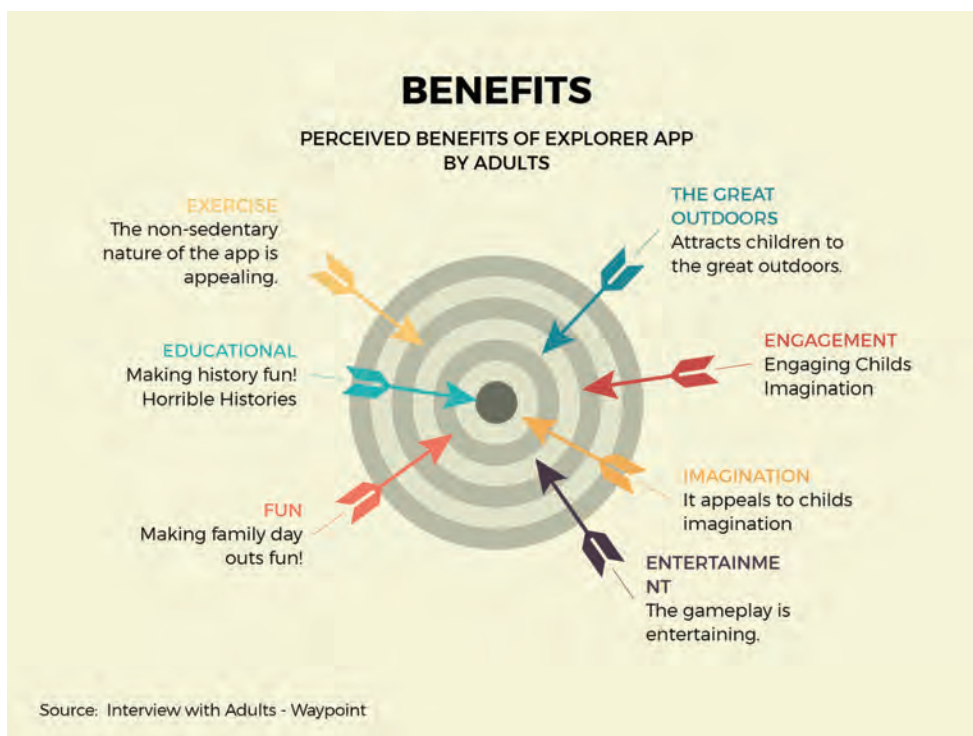 BENEFITS
PERCEIVED BENEFITS OF EXPLORER APP
BY ADULTS
EXERCISE
The non-sedentary
nature of the app is
appealing.
EDUCATIONAL
Making history fun!
Horrible Histories
FUN
Making family day
outs fun!
THE GREAT
OUTDOORS
Attracts children to
the great outdoors.
ENGAGEMENT
Engaging Childs
Imagination
IMAGINATION
It appeals to childs
imagination
ENTERTAINME
NT
The gameplay is
entertaining.
Source: Interview with Adults - Waypoint